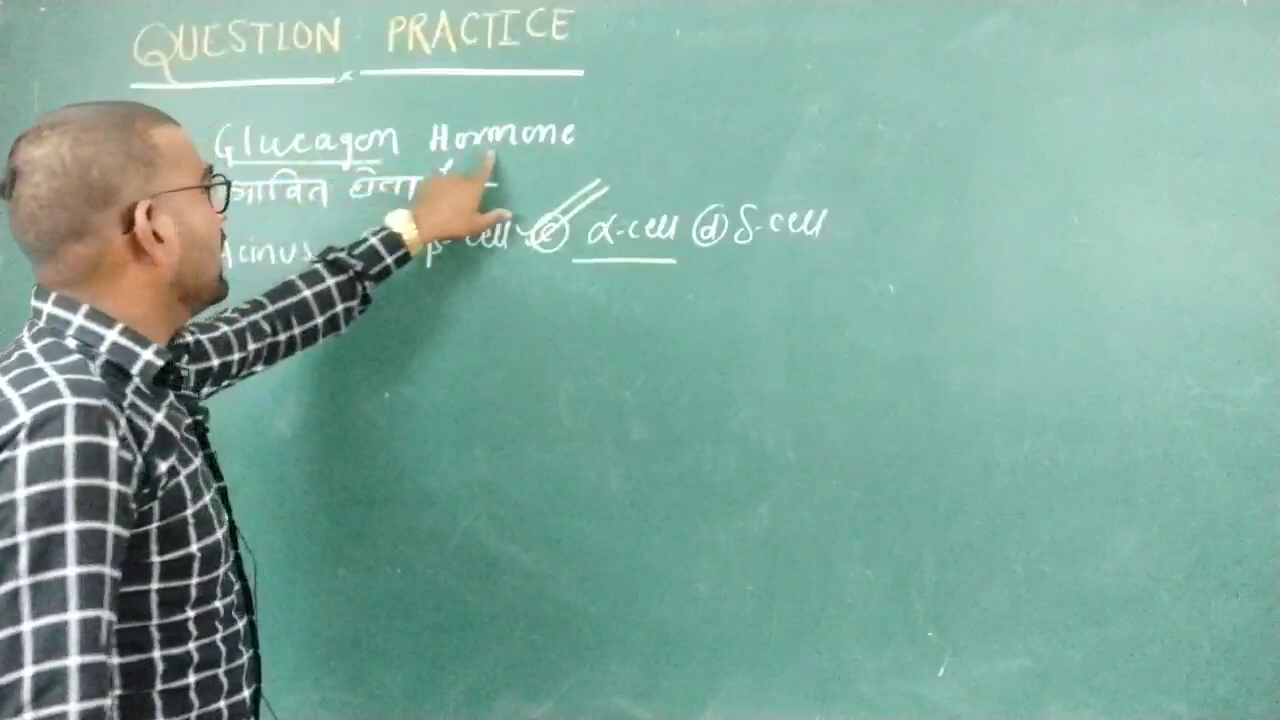 QUESTION PRACTICE
Glucagon Hormone
स्त्रावित होता
Acinus β-cell (c) α-cell (d) δ-cell